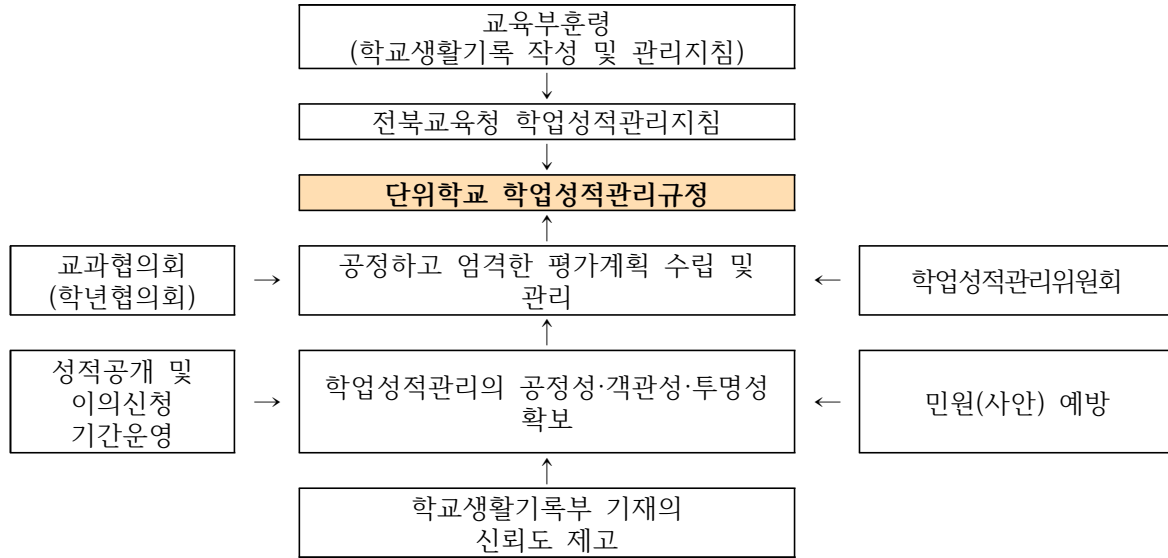 교육부훈령
(학교생활기록 작성 및 관리지침)
↓
전북교육청 학업성적관리지침
↓
단위학교 학업성적관리규정
↑
교과협의회
(학년협의회)
→
공정하고 엄격한 평가계획 수립 및
관리
←
학업성적관리위원회
↑
성적공개 및
이의신청
기간운영
→
학업성적관리의 공정성·객관성·투명성
확보
←
민원(사안) 예방
↑
학교생활기록부 기재의
신뢰도 제고